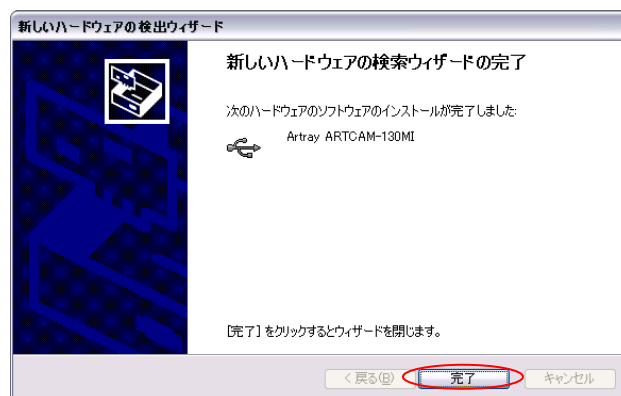 新しいハードウェアの検出ウィザード
新しいハードウェアの検索ウィザードの完了
次のハードウェアのソフトウェアのインストールが完了しました:
Artray ARTCAM-130MI
[完了] をクリックするとウィザードを閉じます。
< 戻る(B)
完了
キャンセル